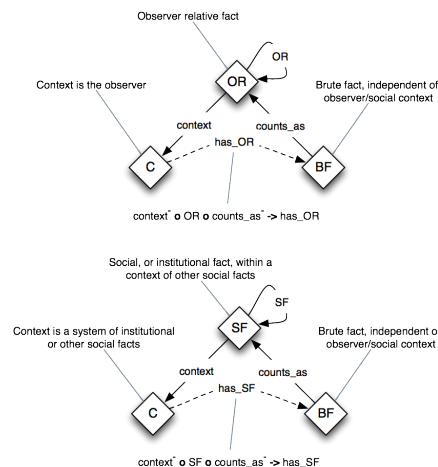 Observer relative fact
OR
OR
Context is the observer
Brute fact, independent of
observer/social context
context
counts_as
C
has_OR
BF
context⁻ o OR o counts_as⁻ -> has_OR
Social, or institutional fact, within a
context of other social facts
SF
SF
Context is a system of institutional
or other social facts
Brute fact, independent o
observer/social context
context
counts_as
C
has_SF
BF
context⁻ o SF o counts_as⁻ -> has_SF